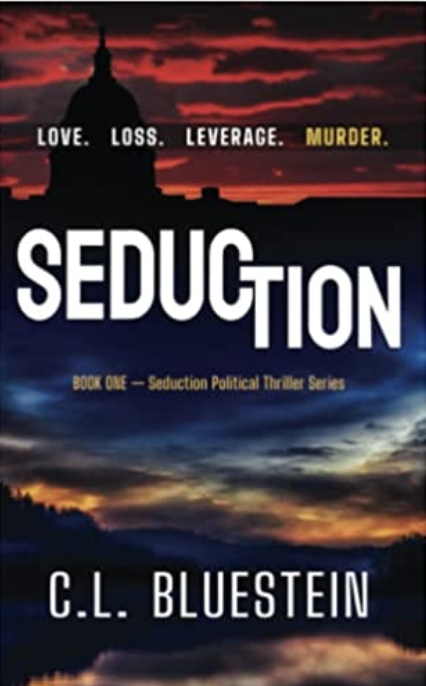 LOVE. LOSS. LEVERAGE. MURDER.
SEDUCTION
BOOK ONE — Seduction Political Thriller Series
C.L. BLUESTEIN